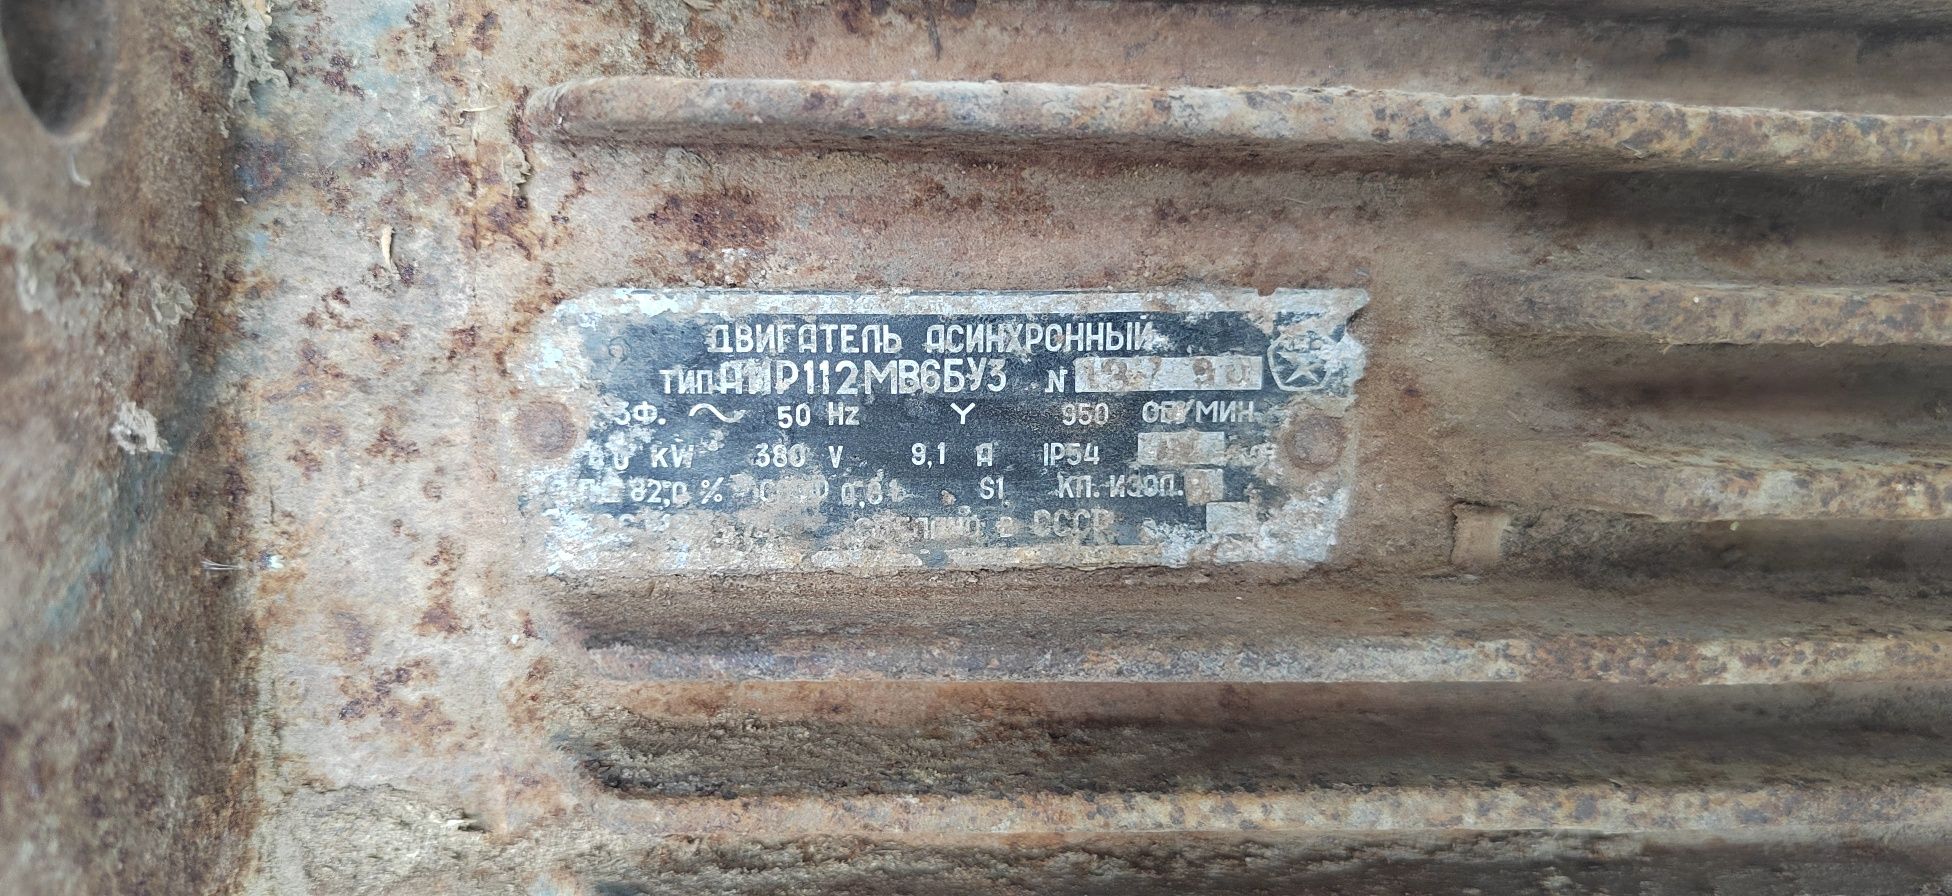 ДВИГАТЕЛЬ АСИНХРОННЫЙ
ТИП АИР112МВ6БУ3 N
3Ф. ~ 50 Hz Y 950 ОБ/МИН.
kW 380 V 9,1 А IP54
82,0 % S1 КЛ. ИЗОЛ.
СДЕЛАНО В СССР